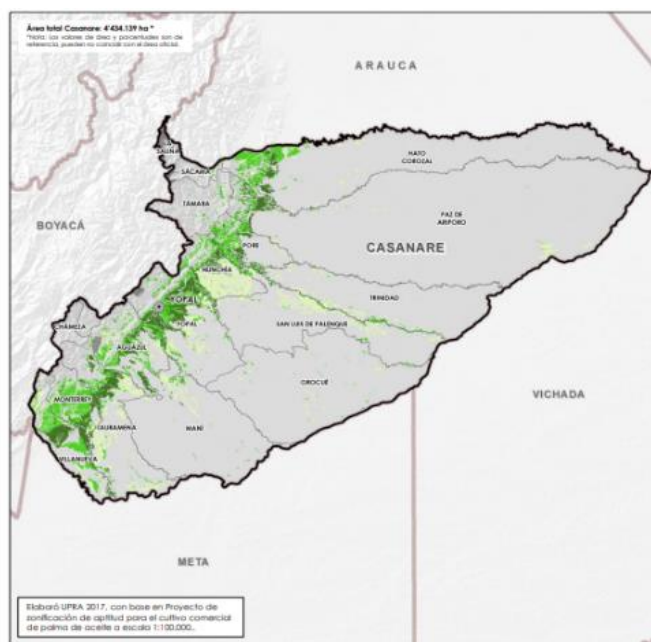 Área total Casanare: 4'434.139 ha *
*Nota: Los valores de área y porcentajes son de
referencia, pueden no coincidir con el área oficial.
ARAUCA
SALINA
SÁCAMA
HATO
COROZAL
TÁMARA
BOYACÁ
PAZ DE
ARIPORO
PORE
CASANARE
NUNCHÍA
YOPAL
TRINIDAD
YOPAL
SAN LUIS DE PALENQUE
CHÁMEZA
AGUAZUL
OROCUÉ
MONTERREY
VICHADA
TAURAMENA
MANÍ
VILLANUEVA
META
Elaboró UPRA 2017, con base en Proyecto de
zonificación de aptitud para el cultivo comercial
de palma de aceite a escala 1:100.000..